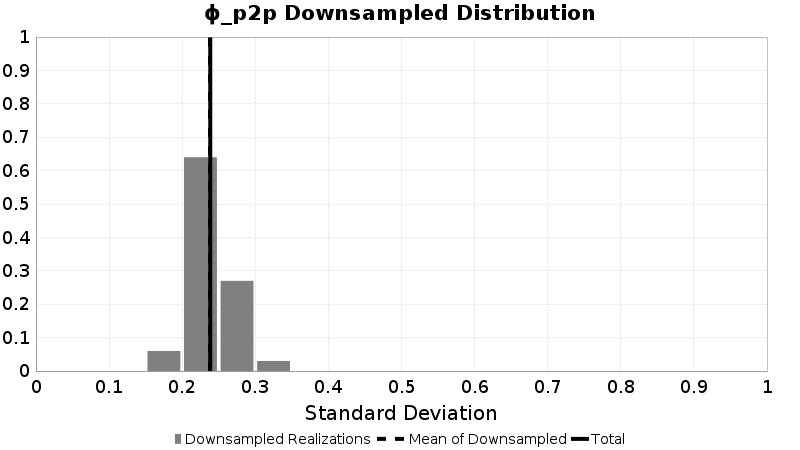 ϕ_p2p Downsampled Distribution
1
0.9
0.8
0.7
0.6
0.5
0.4
0.3
0.2
0.1
0
0 0.1 0.2 0.3 0.4 0.5 0.6 0.7 0.8 0.9 1
Standard Deviation
Downsampled Realizations Mean of Downsampled Total